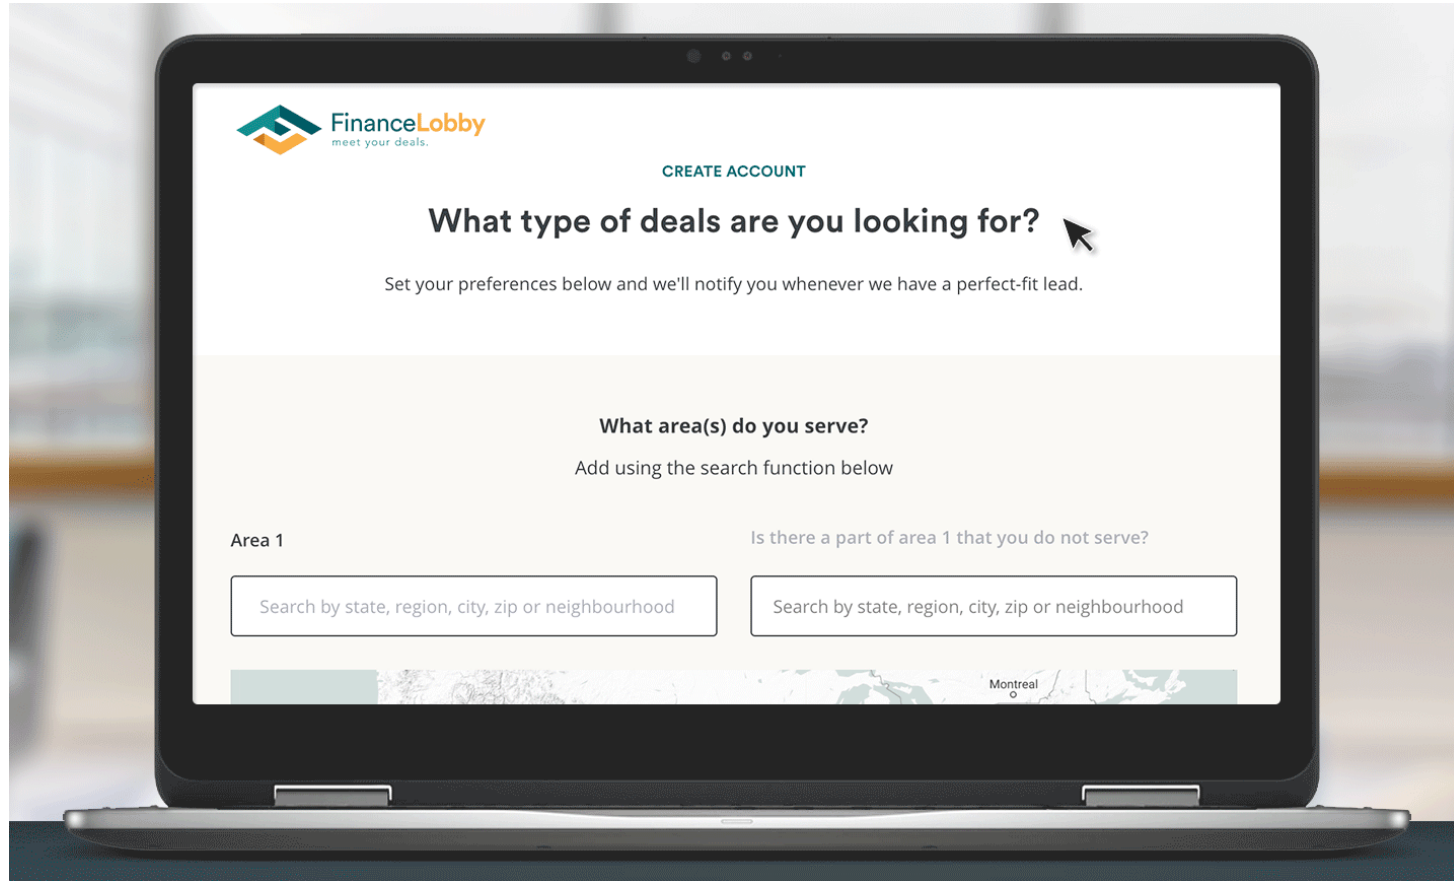 FinanceLobby
meet your deals.
CREATE ACCOUNT
What type of deals are you looking for?
Set your preferences below and we'll notify you whenever we have a perfect-fit lead.
What area(s) do you serve?
Add using the search function below
Area 1
Is there a part of area 1 that you do not serve?
Search by state, region, city, zip or neighbourhood
Search by state, region, city, zip or neighbourhood
Montreal